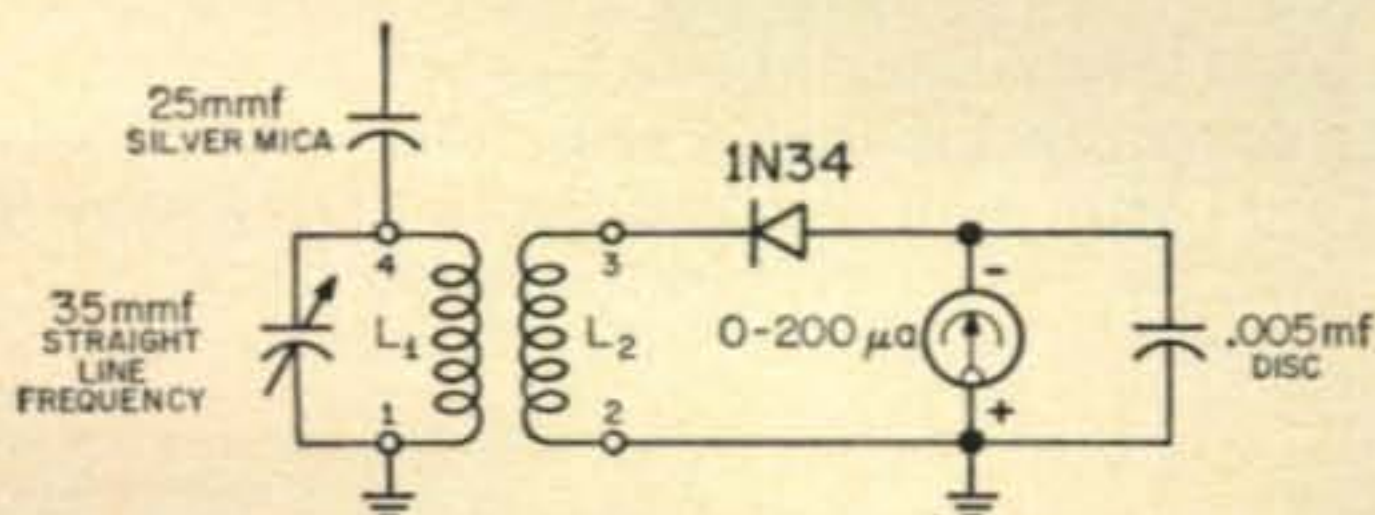 25mmf
SILVER MICA
1N34
4
3
35mmf
STRAIGHT
LINE
FREQUENCY
L1
L2
0-200 μa
-
.005mf
DISC
1
2
+